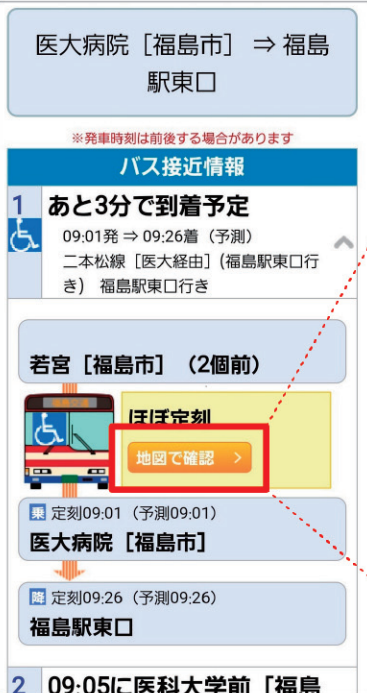 医大病院［福島市］ ⇒ 福島
駅東口
※発車時刻は前後する場合があります
バス接近情報
1 あと3分で到着予定
09:01発 ⇒ 09:26着（予測）
二本松線［医大経由］(福島駅東口行
き） 福島駅東口行き
若宮［福島市］（2個前）
ほぼ定刻
地図で確認 >
乗 定刻09:01（予測09:01）
医大病院［福島市］
降 定刻09:26（予測09:26）
福島駅東口
2 09:05に医科大学前［福島